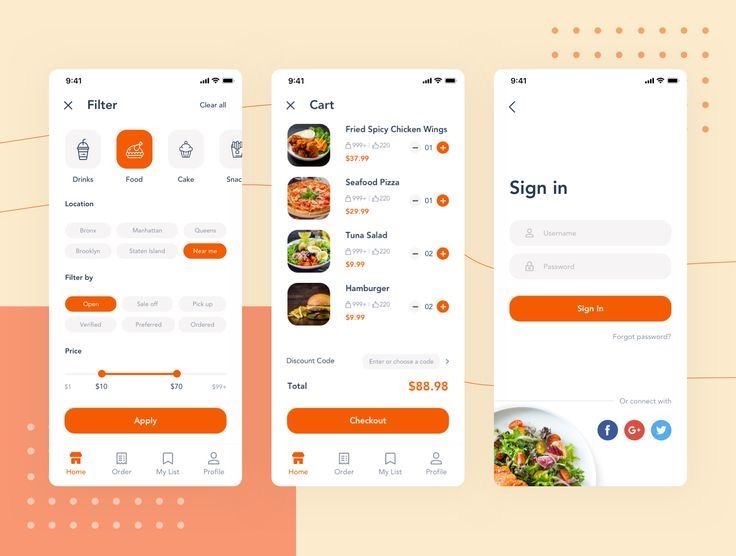 9:41
Filter
Clear all
Drinks
Food
Cake
Snac
Location
Bronx
Manhattan
Queens
Brooklyn
Staten Island
Near me
Filter by
Open
Sale off
Pick up
Verified
Preferred
Ordered
Price
$1
$10
$70
$99+
Apply
Home
Order
My List
Profile
9:41
Cart
Fried Spicy Chicken Wings
999+ | 220
$37.99
01
Seafood Pizza
999+ | 220
$29.99
01
Tuna Salad
999+ | 220
$9.99
02
Hamburger
999+ | 220
$9.99
02
Discount Code
Enter or choose a code
Total
$88.98
Checkout
Home
Order
My List
Profile
9:41
Sign in
Username
Password
Sign In
Forgot password?
Or connect with
f
G+